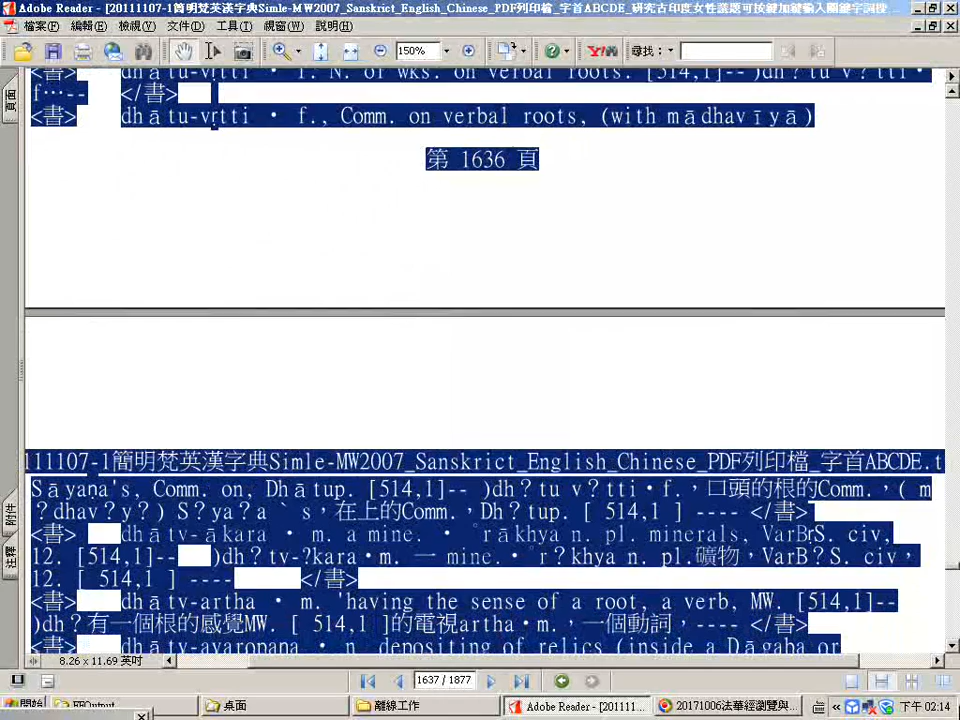 Adobe Reader - [20111107-1簡明梵英漢字典Simle-MW2007_Sanskrict_English_Chinese_PDF列印檔_字首ABCDE_研究古印度女性議題可按鍵加鍵輸入關鍵字詞搜
檔案(F) 編輯(E) 檢視(V) 文件(D) 工具(T) 視窗(W) 說明(H)
150% 尋找：
頁面
附件
注釋
<書> dhātu-vṛtti · f. N. of wks. on verbal roots. [514,1]-- )dh?tu v?tti·
f…-- </書>
<書> dhātu-vṛtti · f., Comm. on verbal roots, (with mādhavīyā)
第 1636 頁
111107-1簡明梵英漢字典Simle-MW2007_Sanskrict_English_Chinese_PDF列印檔_字首ABCDE.t
Sāyaṇa's, Comm. on, Dhātup. [514,1]-- )dh?tu v?tti·f.，口頭的根的Comm.，( m
?dhav?y?) S?ya?a ` s，在上的Comm.，Dh?tup. [ 514,1 ] ---- </書>
<書> dhātv-ākara · m. a mine. · °rākhya n. pl. minerals, VarBṛS. civ,
12. [514,1]-- )dh?tv-?kara·m. 一 mine. · °r?khya n. pl.礦物，VarB?S. civ，
12. [ 514,1 ] ---- </書>
<書> dhātv-artha · m. 'having the sense of a root, a verb, MW. [514,1]--
)dh?有一個根的感覺MW. [ 514,1 ]的電視artha·m.，一個動詞，---- </書>
<書> dhātv-avaropaṇa · n. depositing of relics (inside a Dāgaba or
8.26 x 11.69 英吋
1637 / 1877
開始 FFOutput 桌面 離線工作 Adobe Reader - [201111... 20171006法華經瀏覽與... 下午 02:14